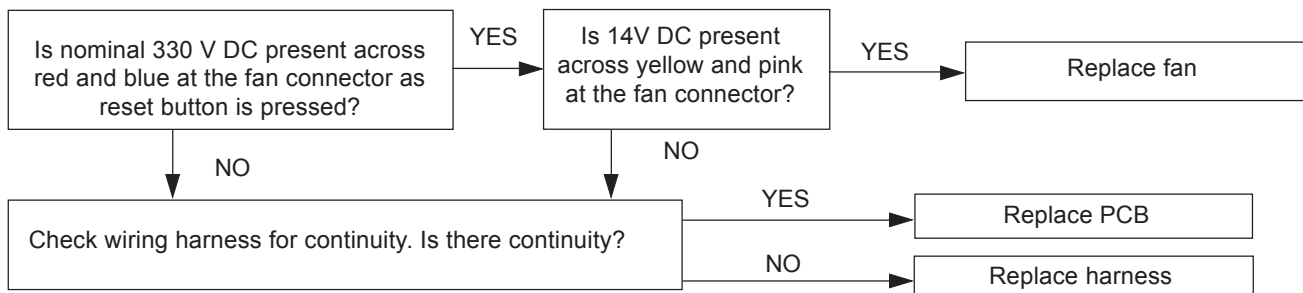 Is nominal 330 V DC present across
red and blue at the fan connector as
reset button is pressed?
YES
Is 14V DC present
across yellow and pink
at the fan connector?
YES
Replace fan
NO
NO
Check wiring harness for continuity. Is there continuity?
YES
Replace PCB
NO
Replace harness